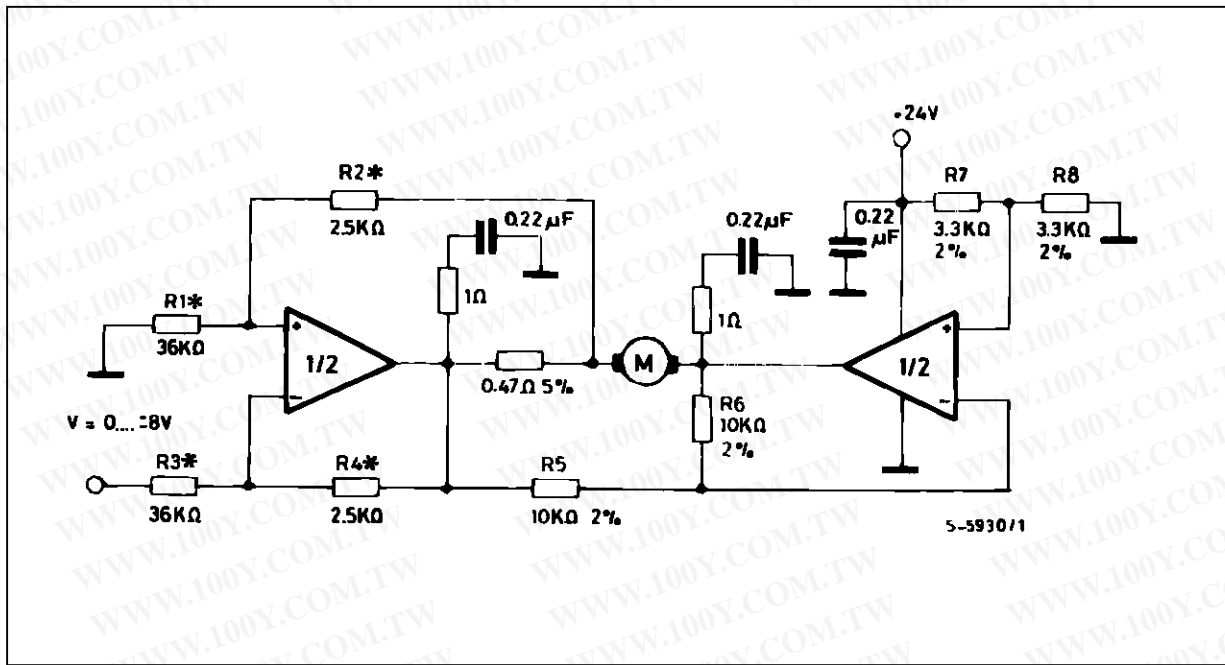 +24V
R2*
2.5KΩ
0.22µF
1Ω
R1*
36KΩ
+
1/2
−
0.47Ω 5%
M
0.22µF
1Ω
0.22
µF
R7
3.3KΩ
2%
R8
3.3KΩ
2%
+
1/2
−
R6
10KΩ
2%
R3*
36KΩ
R4*
2.5KΩ
R5
10KΩ 2%
S-5930/1
WWW.100Y.COM.TW